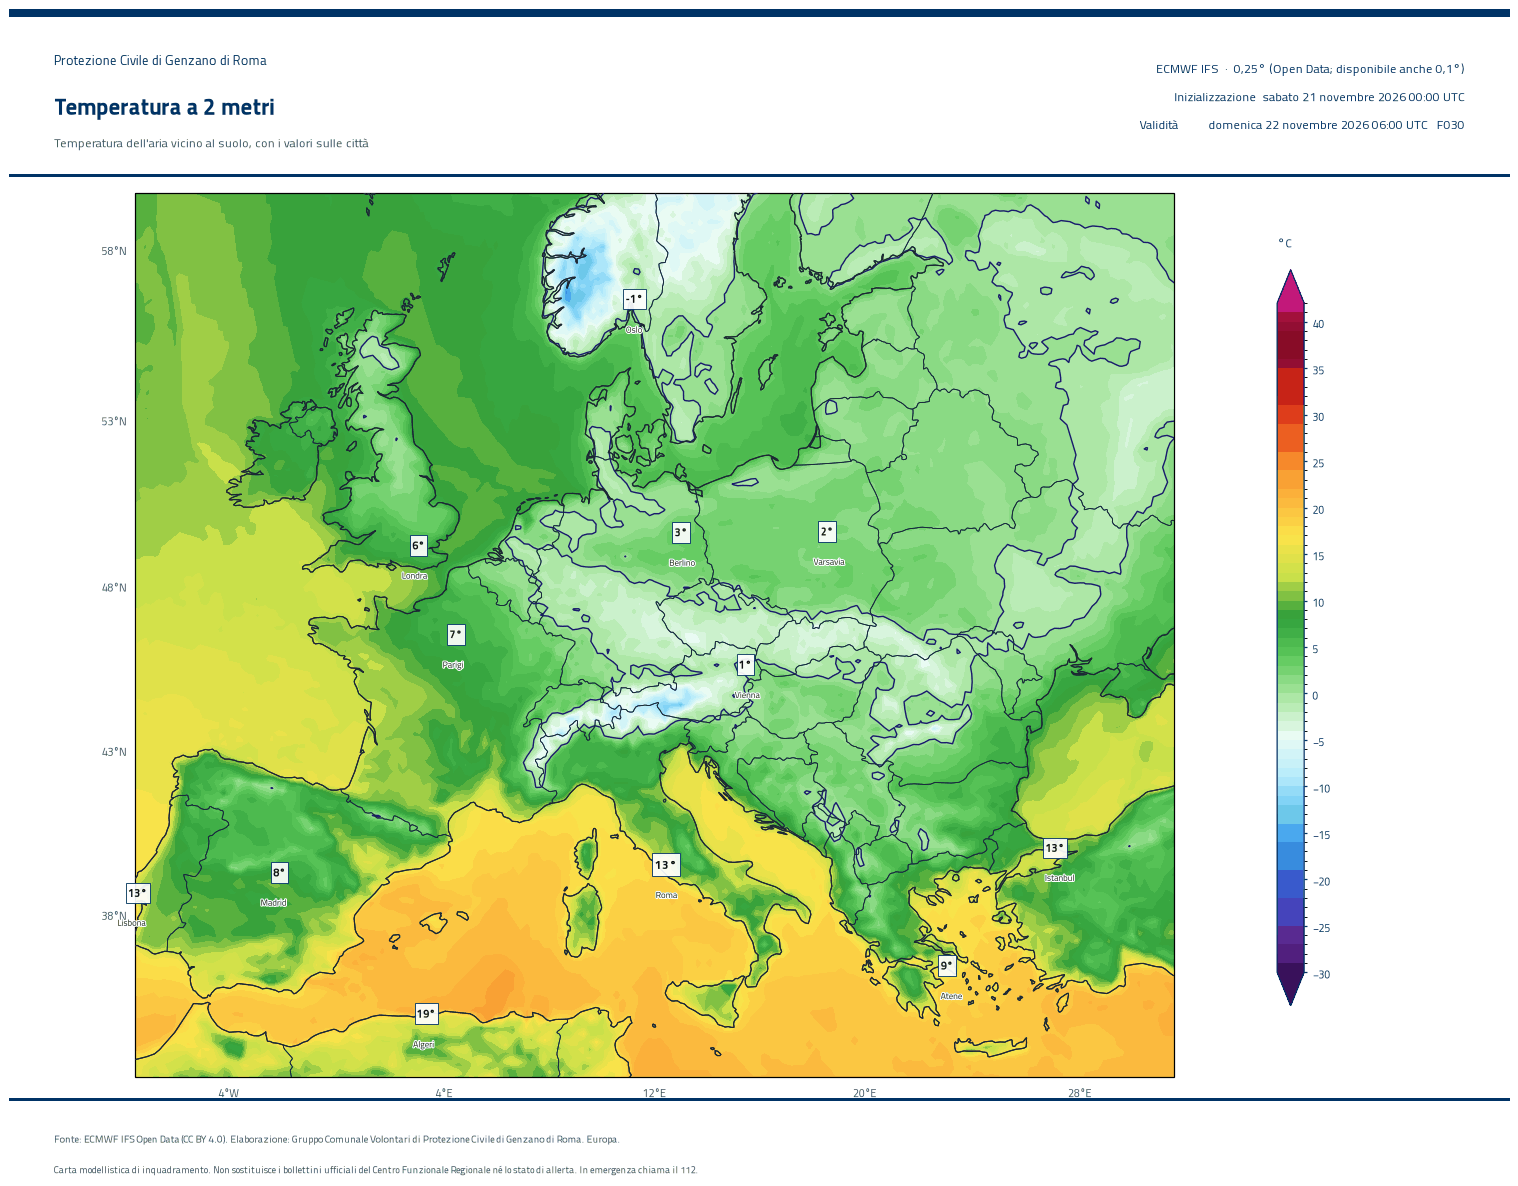 Protezione Civile di Genzano di Roma
Temperatura a 2 metri
Temperatura dell'aria vicino al suolo, con i valori sulle città
ECMWF IFS · 0,25° (Open Data; disponibile anche 0,1°)
Inizializzazione sabato 21 novembre 2026 00:00 UTC
Validità domenica 22 novembre 2026 06:00 UTC F030
58°N
53°N
48°N
43°N
38°N
4°W
4°E
12°E
20°E
28°E
-1°
Oslo
6°
Londra
3°
Berlino
2°
Varsavia
7°
Parigi
1°
Vienna
8°
Madrid
13°
Lisbona
13°
Roma
13°
Istanbul
9°
Atene
19°
Algeri
°C
40
35
30
25
20
15
10
5
0
−5
−10
−15
−20
−25
−30
Fonte: ECMWF IFS Open Data (CC BY 4.0). Elaborazione: Gruppo Comunale Volontari di Protezione Civile di Genzano di Roma. Europa.
Carta modellistica di inquadramento. Non sostituisce i bollettini ufficiali del Centro Funzionale Regionale né lo stato di allerta. In emergenza chiama il 112.